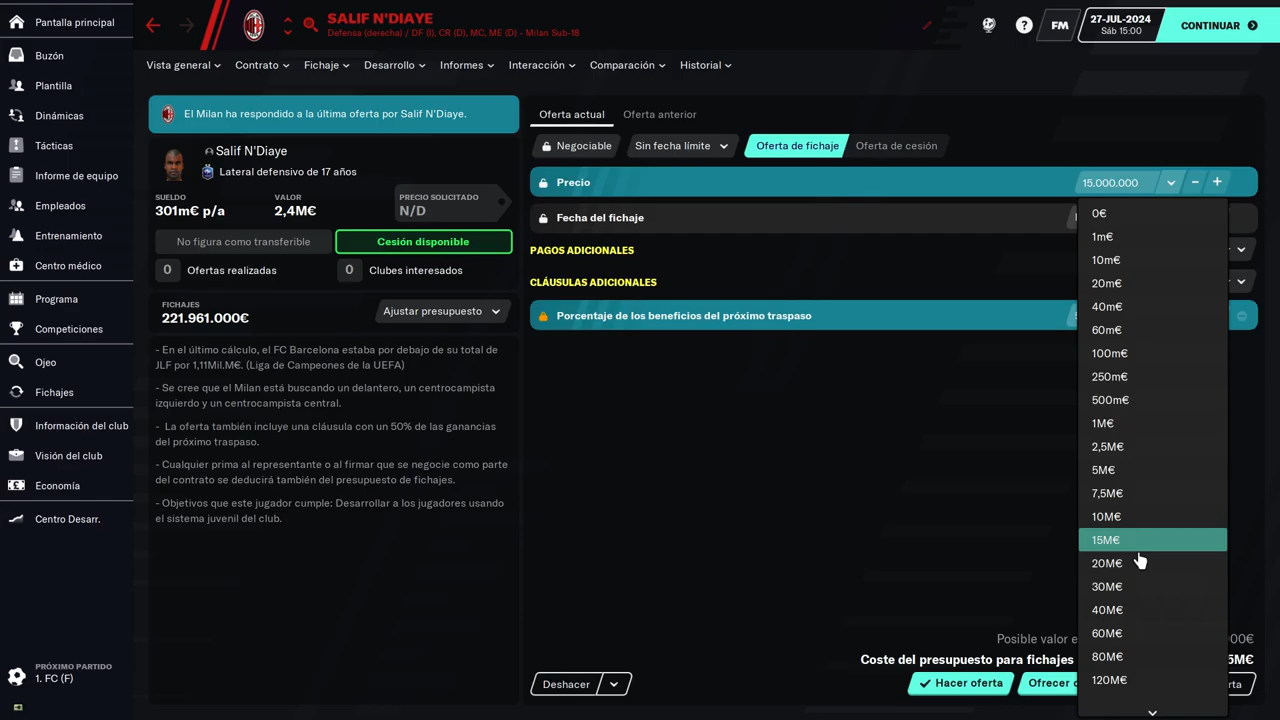 Pantalla principal
Buzón
Plantilla
Dinámicas
Tácticas
Informe de equipo
Empleados
Entrenamiento
Centro médico
Programa
Competiciones
Ojeo
Fichajes
Información del club
Visión del club
Economía
Centro Desarr.
PRÓXIMO PARTIDO
1. FC (F)
SALIF N'DIAYE
Defensa (derecha) / DF (I), CR (D), MC, ME (D) - Milan Sub-18
FM
27-JUL-2024
Sáb 15:00
CONTINUAR
Vista general
Contrato
Fichaje
Desarrollo
Informes
Interacción
Comparación
Historial
El Milan ha respondido a la última oferta por Salif N'Diaye.
Salif N'Diaye
Lateral defensivo de 17 años
SUELDO
301m€ p/a
VALOR
2,4M€
PRECIO SOLICITADO
N/D
No figura como transferible
Cesión disponible
0 Ofertas realizadas
0 Clubes interesados
FICHAJES
221.961.000€
Ajustar presupuesto
- En el último cálculo, el FC Barcelona estaba por debajo de su total de
JLF por 1,11Mil.M€. (Liga de Campeones de la UEFA)
- Se cree que el Milan está buscando un delantero, un centrocampista
izquierdo y un centrocampista central.
- La oferta también incluye una cláusula con un 50% de las ganancias
del próximo traspaso.
- Cualquier prima al representante o al firmar que se negocie como parte
del contrato se deducirá también del presupuesto de fichajes.
- Objetivos que este jugador cumple: Desarrollar a los jugadores usando
el sistema juvenil del club.
Oferta actual
Oferta anterior
Negociable
Sin fecha límite
Oferta de fichaje
Oferta de cesión
Precio
15.000.000
- +
Fecha del fichaje
PAGOS ADICIONALES
CLÁUSULAS ADICIONALES
Porcentaje de los beneficios del próximo traspaso
0€
1m€
10m€
20m€
40m€
60m€
100m€
250m€
500m€
1M€
2,5M€
5M€
7,5M€
10M€
15M€
20M€
30M€
40M€
60M€
80M€
120M€
Posible valor
Coste del presupuesto para fichajes
Deshacer
Hacer oferta
Ofrecer